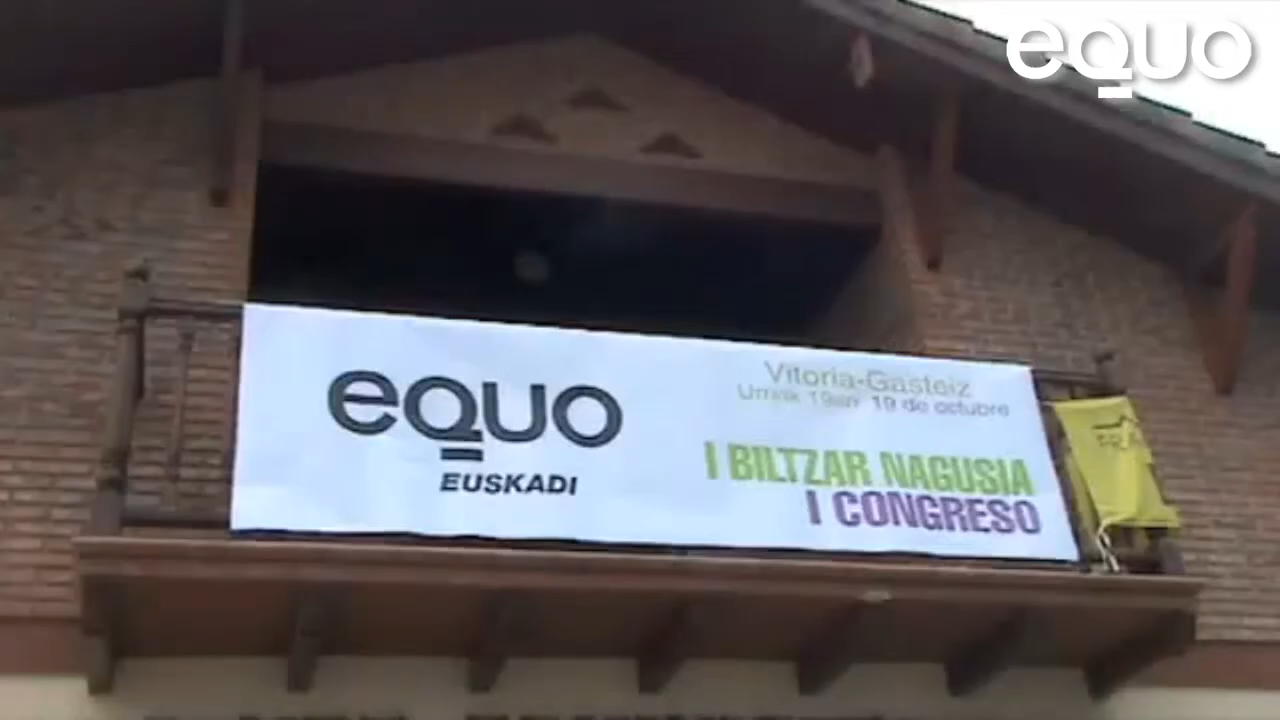 equo
equo
EUSKADI
Vitoria-Gasteiz
Urriak 19an 19 de octubre
I BILTZAR NAGUSIA
I CONGRESO